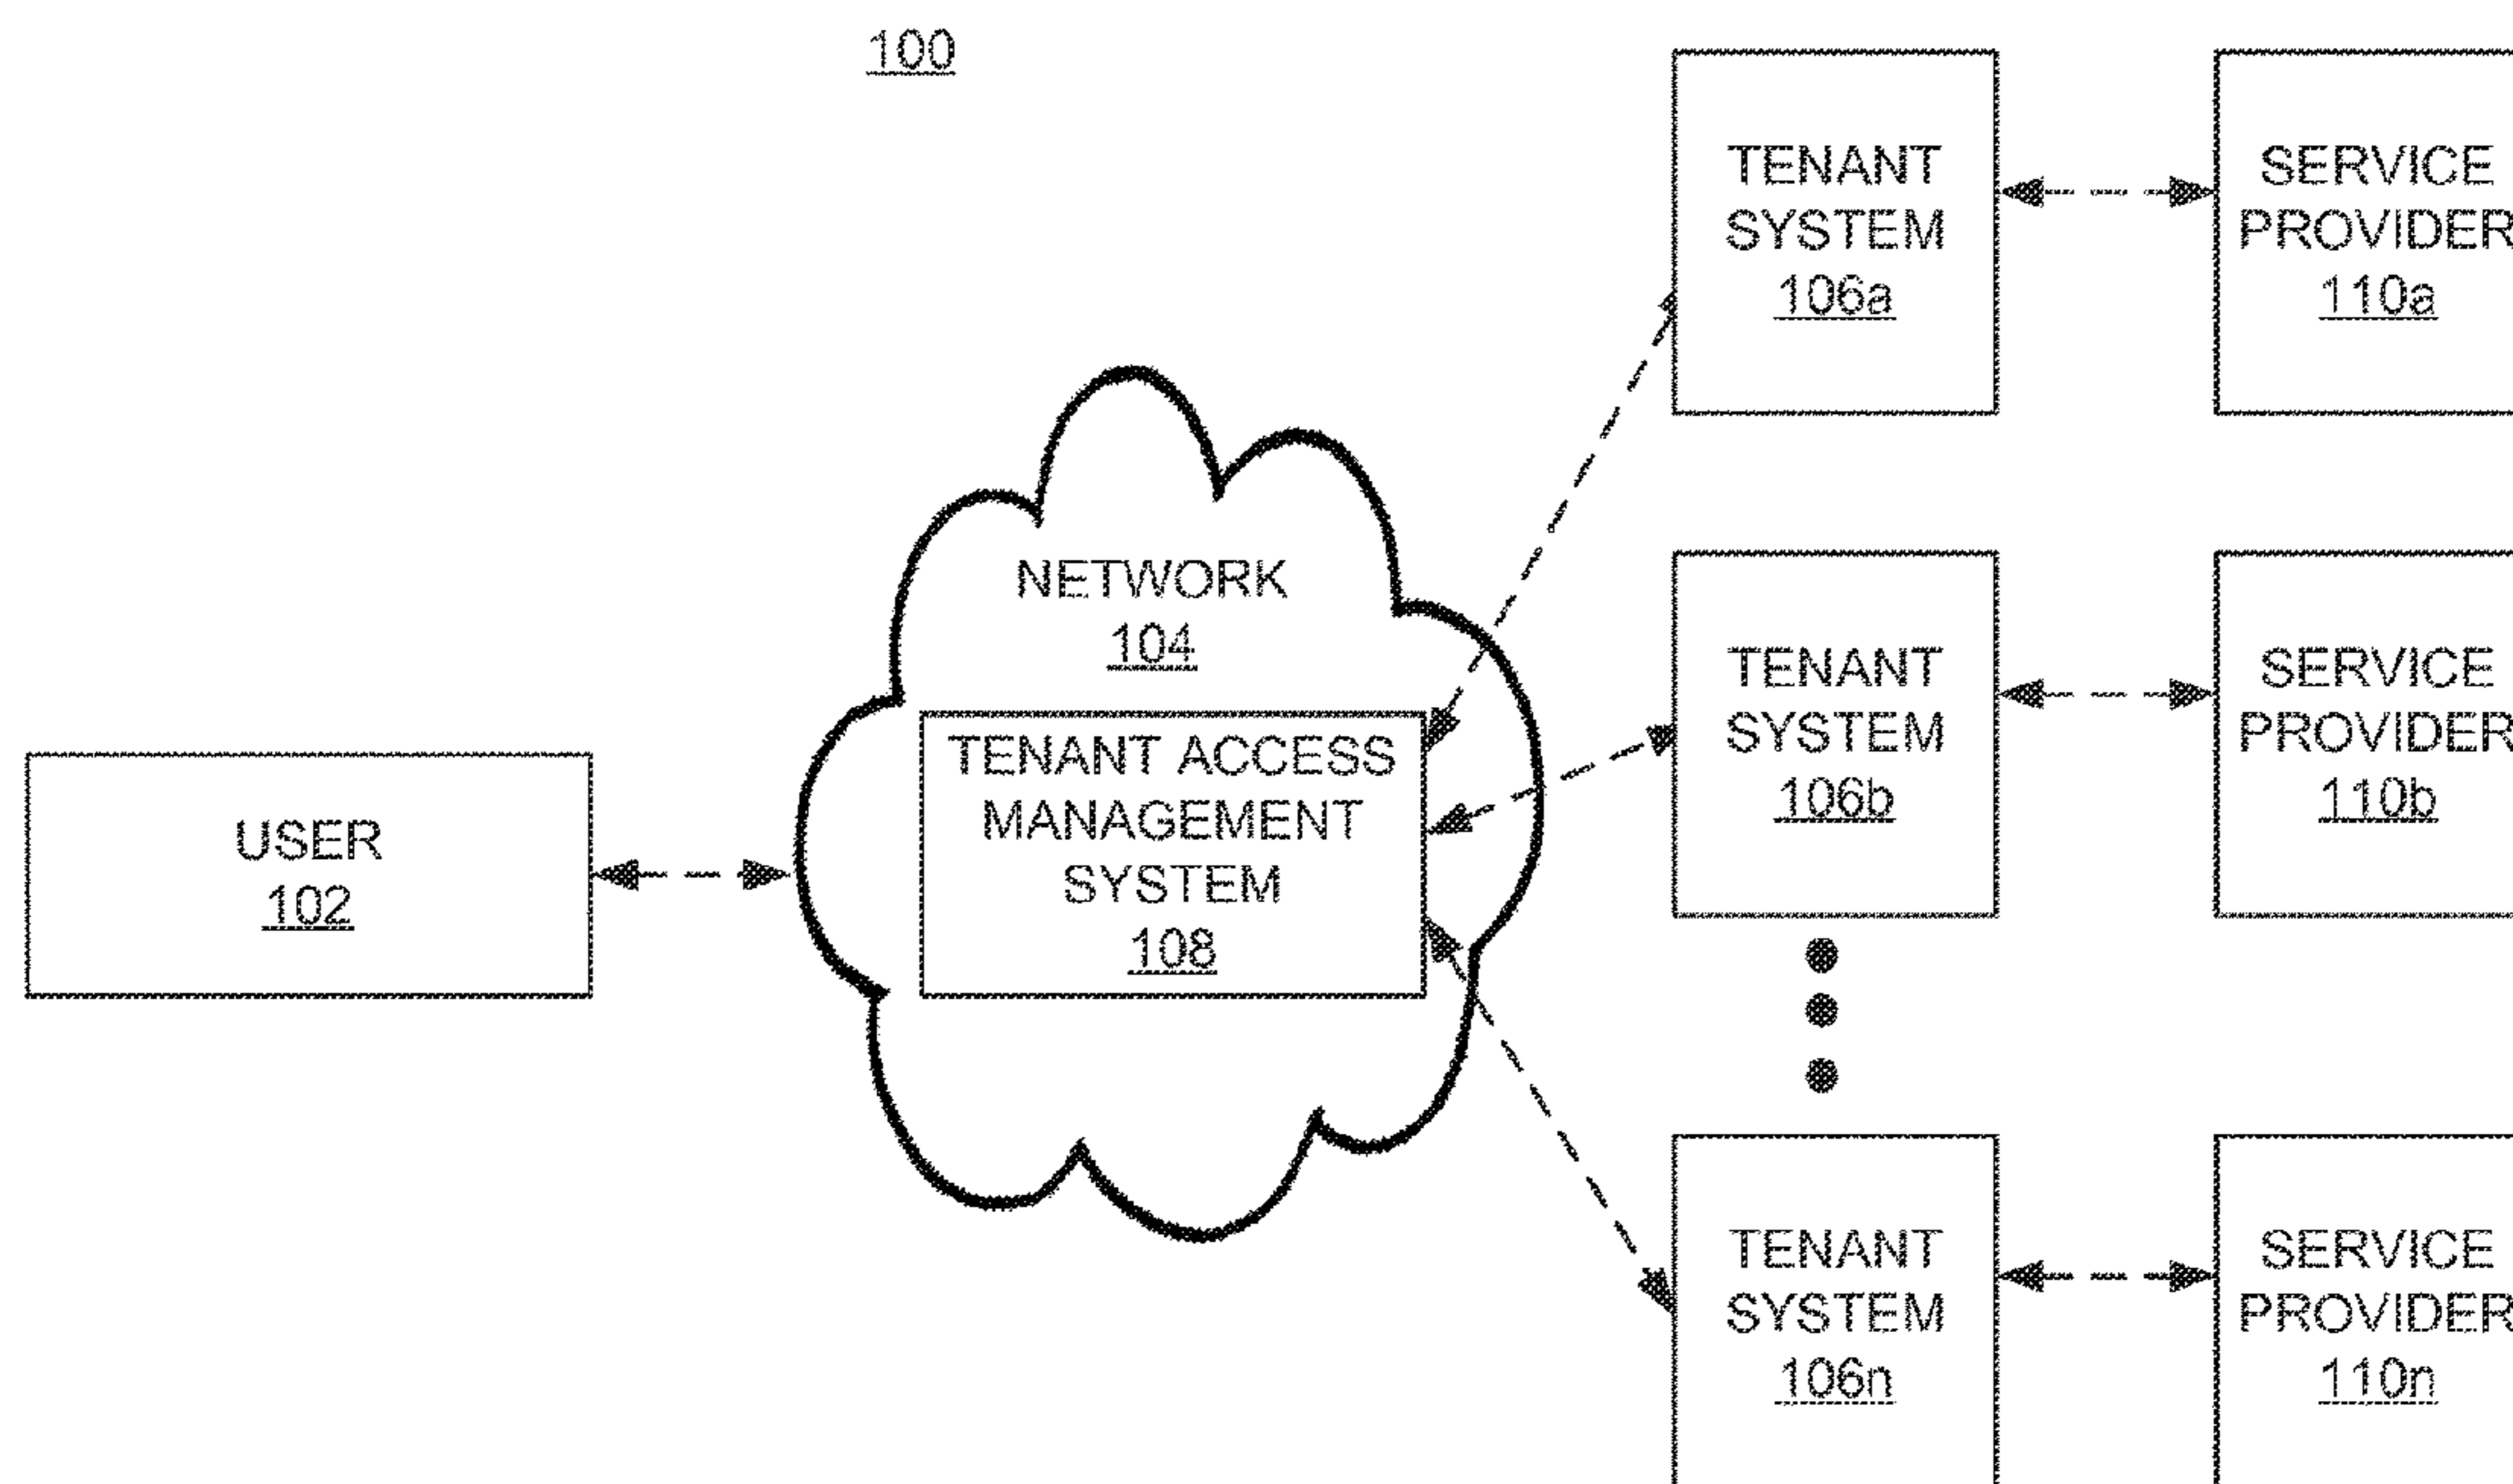 100
TENANT
SYSTEM
106a
SERVICE
PROVIDER
110a
NETWORK
104
TENANT ACCESS
MANAGEMENT
SYSTEM
108
USER
102
TENANT
SYSTEM
106b
SERVICE
PROVIDER
110b
TENANT
SYSTEM
106n
SERVICE
PROVIDER
110n